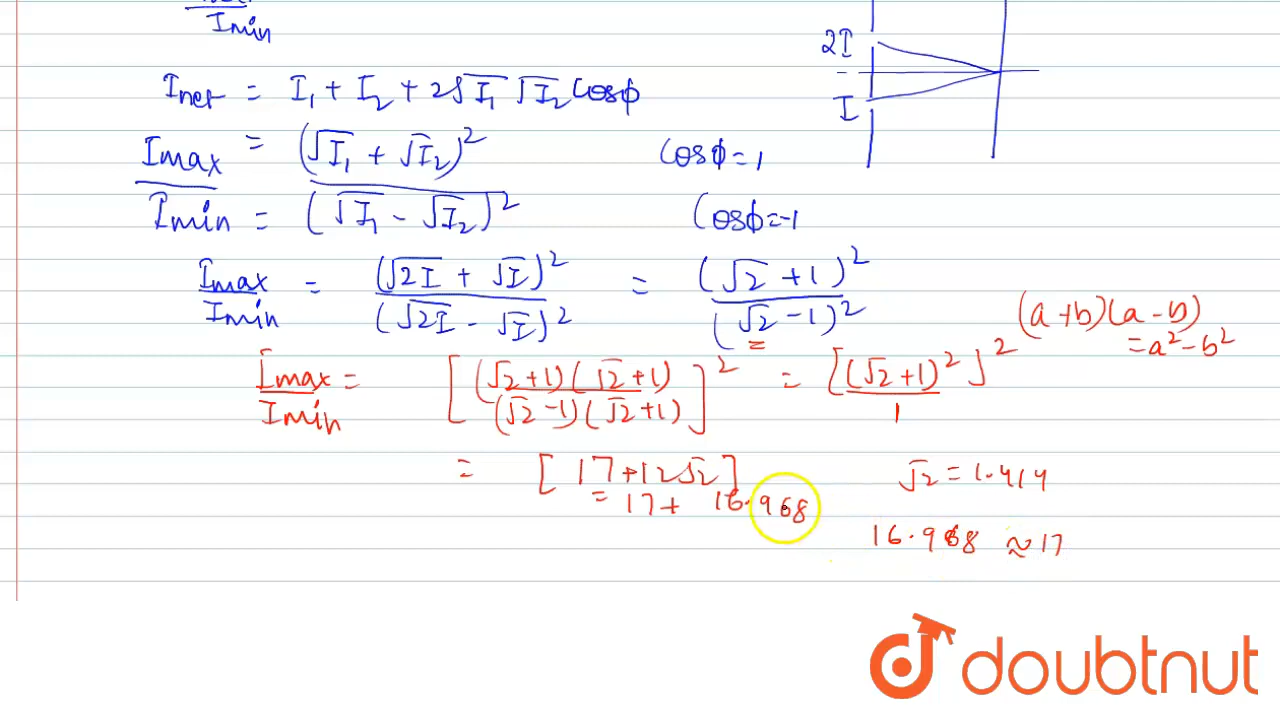 Imin
2I
Inet = I₁ + I₂ + 2√I₁ √I₂ cosφ
I
Imax = (√I₁ + √I₂)² cosφ = 1
Imin = (√I₁ - √I₂)² cosφ = -1
Imax/Imin = (√2I + √I)²/(√2I - √I)² = (√2 + 1)²/(√2 - 1)²
(a+b)(a-b)
= a² - b²
Imax/Imin = [(√2+1)(√2+1)/(√2-1)(√2+1)]² = [(√2+1)²/1]²
= [17+12√2] √2 = 1.414
= 17+ 16.968
16.968 ≈ 17
doubtnut